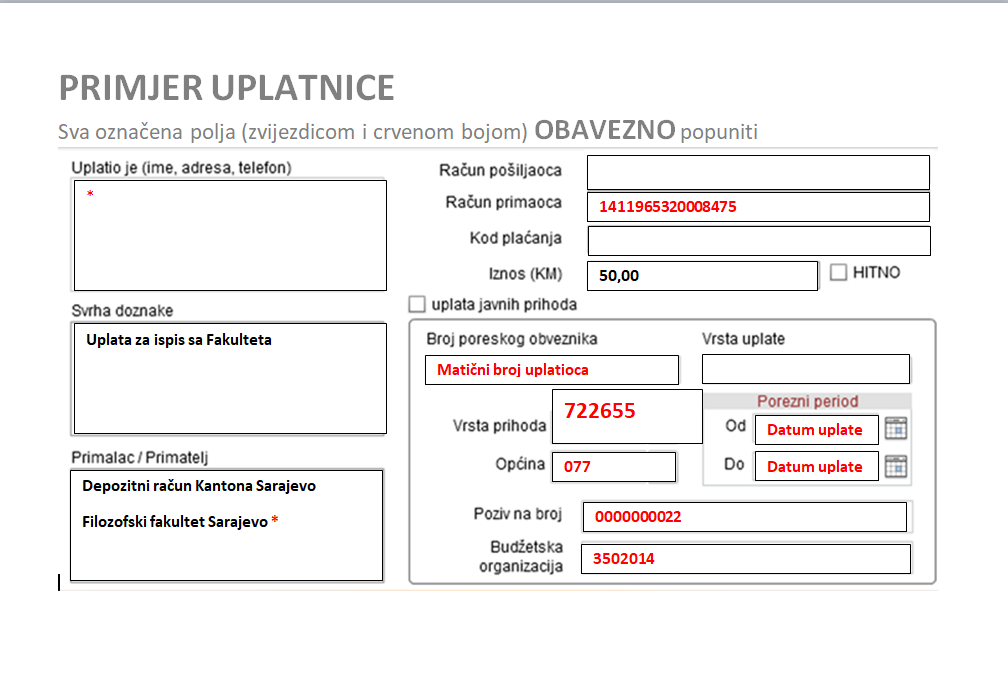 PRIMJER UPLATNICE
Sva označena polja (zvijezdicom i crvenom bojom) OBAVEZNO popuniti
Uplatio je (ime, adresa, telefon)
*
Svrha doznake
Uplata za ispis sa Fakulteta
Primalac / Primatelj
Depozitni račun Kantona Sarajevo
Filozofski fakultet Sarajevo *
Račun pošiljaoca
Račun primaoca 1411965320008475
Kod plaćanja
Iznos (KM) 50,00 HITNO
uplata javnih prihoda
Broj poreskog obveznika
Matični broj uplatioca
Vrsta uplate
Vrsta prihoda 722655
Općina 077
Porezni period
Od Datum uplate
Do Datum uplate
Poziv na broj 0000000022
Budžetska
organizacija 3502014